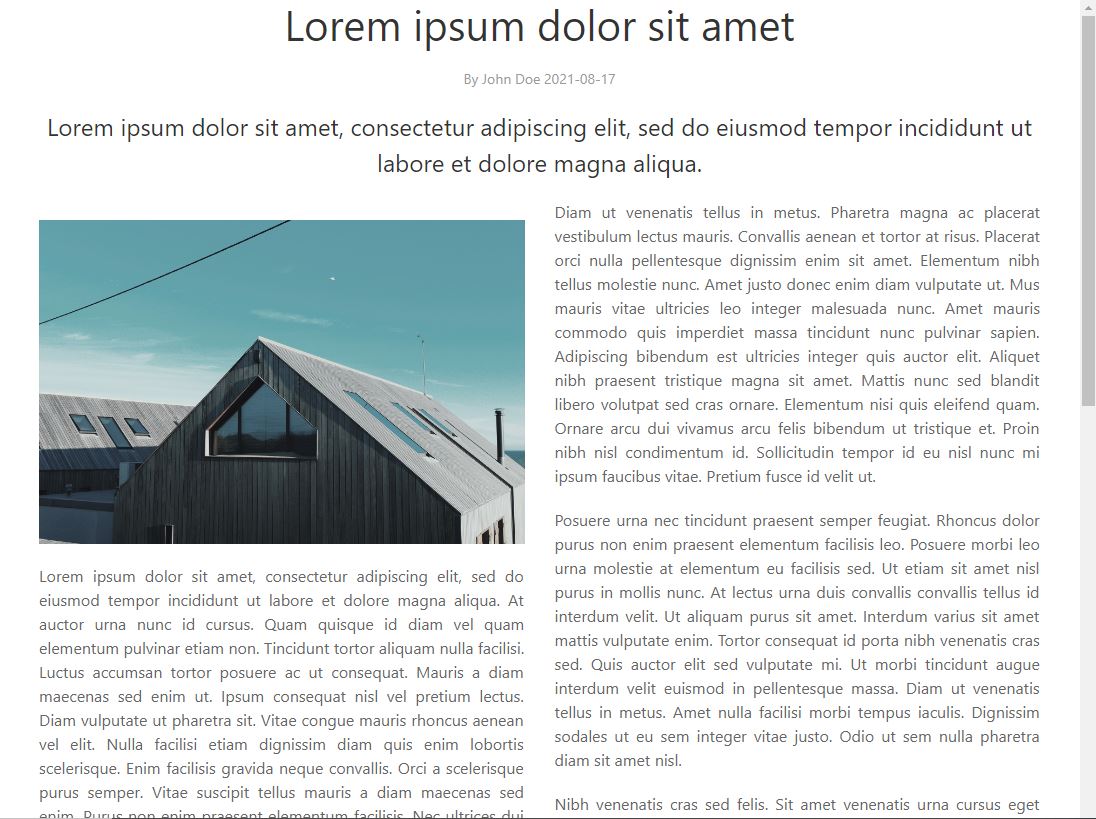 Lorem ipsum dolor sit amet
By John Doe 2021-08-17
Lorem ipsum dolor sit amet, consectetur adipiscing elit, sed do eiusmod tempor incididunt ut
labore et dolore magna aliqua.
Lorem ipsum dolor sit amet, consectetur adipiscing elit, sed do
eiusmod tempor incididunt ut labore et dolore magna aliqua. At
auctor urna nunc id cursus. Quam quisque id diam vel quam
elementum pulvinar etiam non. Tincidunt tortor aliquam nulla facilisi.
Luctus accumsan tortor posuere ac ut consequat. Mauris a diam
maecenas sed enim ut. Ipsum consequat nisl vel pretium lectus.
Diam vulputate ut pharetra sit. Vitae congue mauris rhoncus aenean
vel elit. Nulla facilisi etiam dignissim diam quis enim lobortis
scelerisque. Enim facilisis gravida neque convallis. Orci a scelerisque
purus semper. Vitae suscipit tellus mauris a diam maecenas sed
enim. Purus non enim praesent elementum facilisis. Nec ultrices dui
Diam ut venenatis tellus in metus. Pharetra magna ac placerat
vestibulum lectus mauris. Convallis aenean et tortor at risus. Placerat
orci nulla pellentesque dignissim enim sit amet. Elementum nibh
tellus molestie nunc. Amet justo donec enim diam vulputate ut. Mus
mauris vitae ultricies leo integer malesuada nunc. Amet mauris
commodo quis imperdiet massa tincidunt nunc pulvinar sapien.
Adipiscing bibendum est ultricies integer quis auctor elit. Aliquet
nibh praesent tristique magna sit amet. Mattis nunc sed blandit
libero volutpat sed cras ornare. Elementum nisi quis eleifend quam.
Ornare arcu dui vivamus arcu felis bibendum ut tristique et. Proin
nibh nisl condimentum id. Sollicitudin tempor id eu nisl nunc mi
ipsum faucibus vitae. Pretium fusce id velit ut.
Posuere urna nec tincidunt praesent semper feugiat. Rhoncus dolor
purus non enim praesent elementum facilisis leo. Posuere morbi leo
urna molestie at elementum eu facilisis sed. Ut etiam sit amet nisl
purus in mollis nunc. At lectus urna duis convallis convallis tellus id
interdum velit. Ut aliquam purus sit amet. Interdum varius sit amet
mattis vulputate enim. Tortor consequat id porta nibh venenatis cras
sed. Quis auctor elit sed vulputate mi. Ut morbi tincidunt augue
interdum velit euismod in pellentesque massa. Diam ut venenatis
tellus in metus. Amet nulla facilisi morbi tempus iaculis. Dignissim
sodales ut eu sem integer vitae justo. Odio ut sem nulla pharetra
diam sit amet nisl.
Nibh venenatis cras sed felis. Sit amet venenatis urna cursus eget